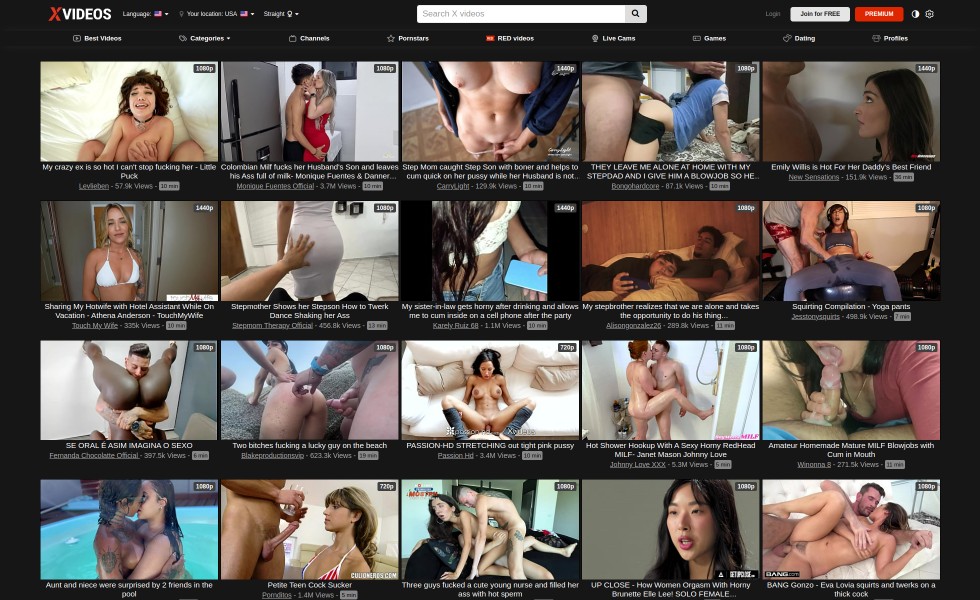 XVIDEOS
Language:
Your location: USA
Straight
Search X videos
Login
Join for FREE
PREMIUM
Best Videos
Categories
Channels
Pornstars
RED videos
Live Cams
Games
Dating
Profiles
1080p
My crazy ex is so hot I can't stop fucking her - Little
Puck
Levlieben - 57.9k Views - 10 min
1080p
Colombian Milf fucks her Husband's Son and leaves
his Ass full of milk- Monique Fuentes & Danner...
Monique Fuentes Official - 3.7M Views - 10 min
1440p
Step Mom caught Step Son with boner and helps to
cum quick on her pussy while her Husband is not...
CarryLight - 129.9k Views - 10 min
1080p
THEY LEAVE ME ALONE AT HOME WITH MY
STEPDAD AND I GIVE HIM A BLOWJOB SO HE...
Bongohardcore - 87.1k Views - 10 min
1440p
Emily Willis is Hot For Her Daddy's Best Friend
New Sensations - 151.9k Views - 36 min
1440p
Sharing My Hotwife with Hotel Assistant While On
Vacation - Athena Anderson - TouchMyWife
Touch My Wife - 335k Views - 10 min
1080p
Stepmother Shows her Stepson How to Twerk
Dance Shaking her Ass
Stepmom Therapy Official - 456.8k Views - 13 min
1440p
My sister-in-law gets horny after drinking and allows
me to cum inside on a cell phone after the party
Karely Ruiz 68 - 1.1M Views - 10 min
1080p
My stepbrother realizes that we are alone and takes
the opportunity to do his thing...
Alisongonzalez26 - 289.8k Views - 11 min
1080p
Squirting Compilation - Yoga pants
Jesstonysquirts - 498.9k Views - 7 min
1080p
SE ORAL É ASIM IMAGINA O SEXO
Fernanda Chocolatte Official - 397.5k Views - 6 min
1080p
Two bitches fucking a lucky guy on the beach
Blakeproductionsvip - 623.3k Views - 19 min
720p
PASSION-HD STRETCHING out tight pink pussy
Passion Hd - 3.4M Views - 10 min
1080p
Hot Shower Hookup With A Sexy Horny RedHead
MILF- Janet Mason Johnny Love
Johnny Love XXX - 5.3M Views - 5 min
1080p
Amateur Homemade Mature MILF Blowjobs with
Cum in Mouth
Winonna 8 - 271.5k Views - 11 min
1080p
Aunt and niece were surprised by 2 friends in the
pool
720p
CULIONEROS.COM
Petite Teen Cock Sucker
Pornditos - 1.4M Views - 5 min
1080p
Three guys fucked a cute young nurse and filled her
ass with hot sperm
1080p
UP CLOSE - How Women Orgasm With Horny
Brunette Elle Lee! SOLO FEMALE...
1080p
BANG.COM
BANG Gonzo - Eva Lovia squirts and twerks on a
thick cock